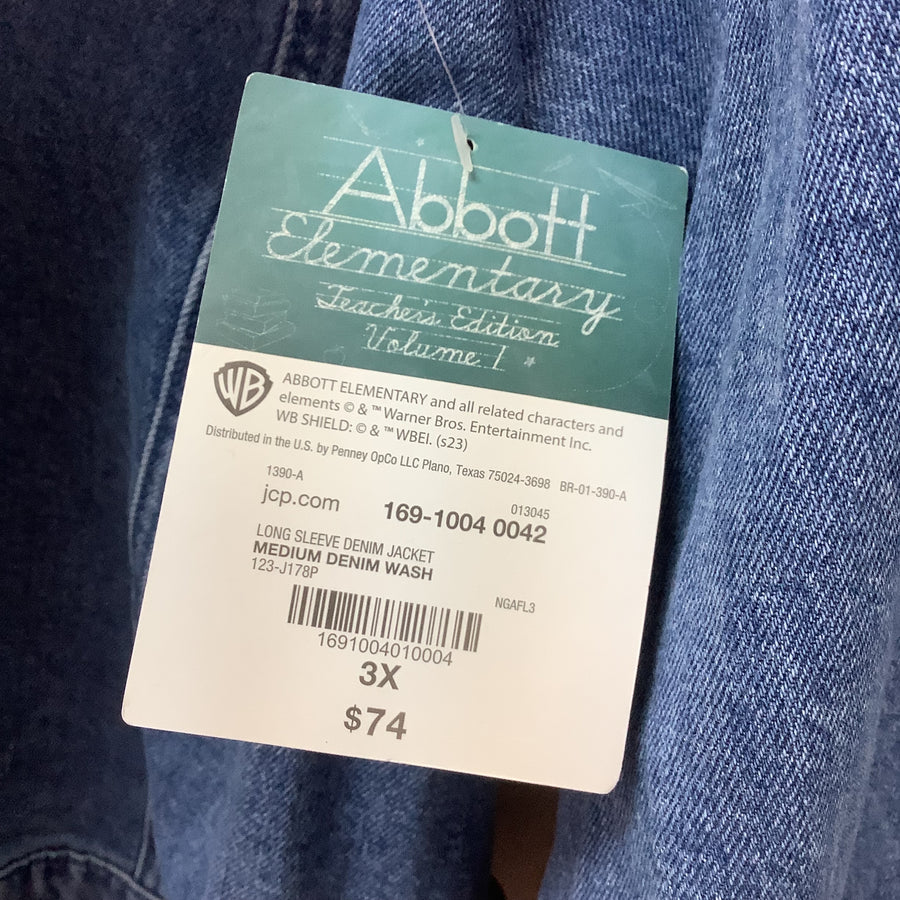 Abbott
Elementary
Teacher's Edition
Volume 1
WB
ABBOTT ELEMENTARY and all related characters and
elements © & ™ Warner Bros. Entertainment Inc.
WB SHIELD: © & ™ WBEI. (s23)
Distributed in the U.S. by Penney OpCo LLC Plano, Texas 75024-3698 BR-01-390-A
1390-A 013045
jcp.com 169-1004 0042
LONG SLEEVE DENIM JACKET
MEDIUM DENIM WASH
123-J178P NGAFL3
1691004010004
3X
$74